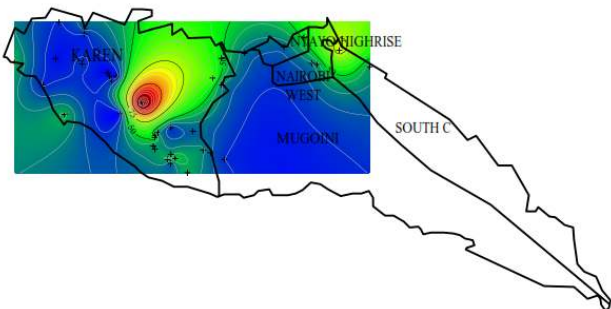 NYAYO HIGHRISE
KAREN
NAIROBI
WEST
SOUTH C
MUGOINI